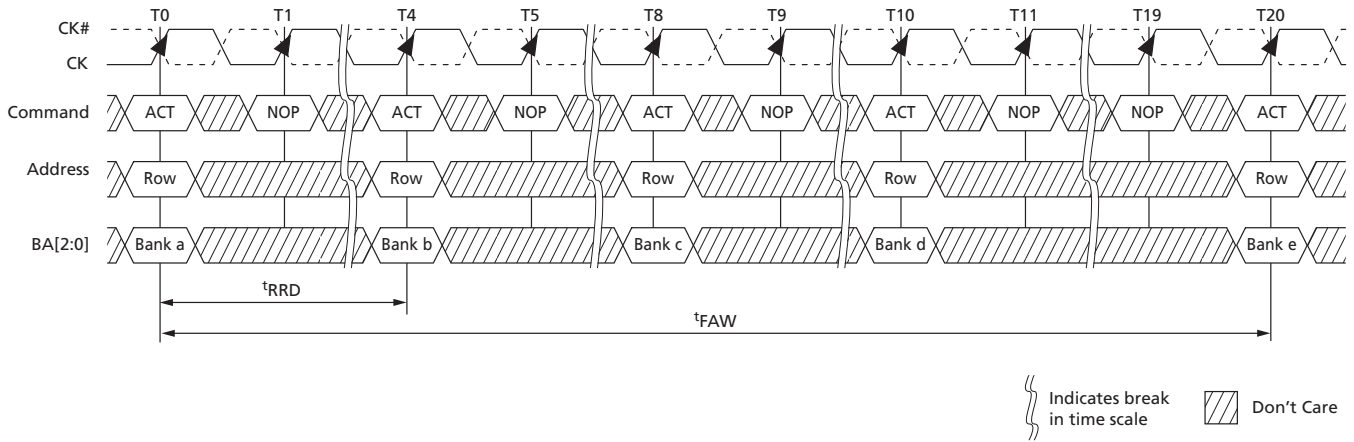 T0 T1 T4 T5 T8 T9 T10 T11 T19 T20
CK#
CK
Command ACT NOP ACT NOP ACT NOP ACT NOP NOP ACT
Address Row Row Row Row Row
BA[2:0] Bank a Bank b Bank c Bank d Bank e
tRRD
tFAW
Indicates break
in time scale
Don't Care